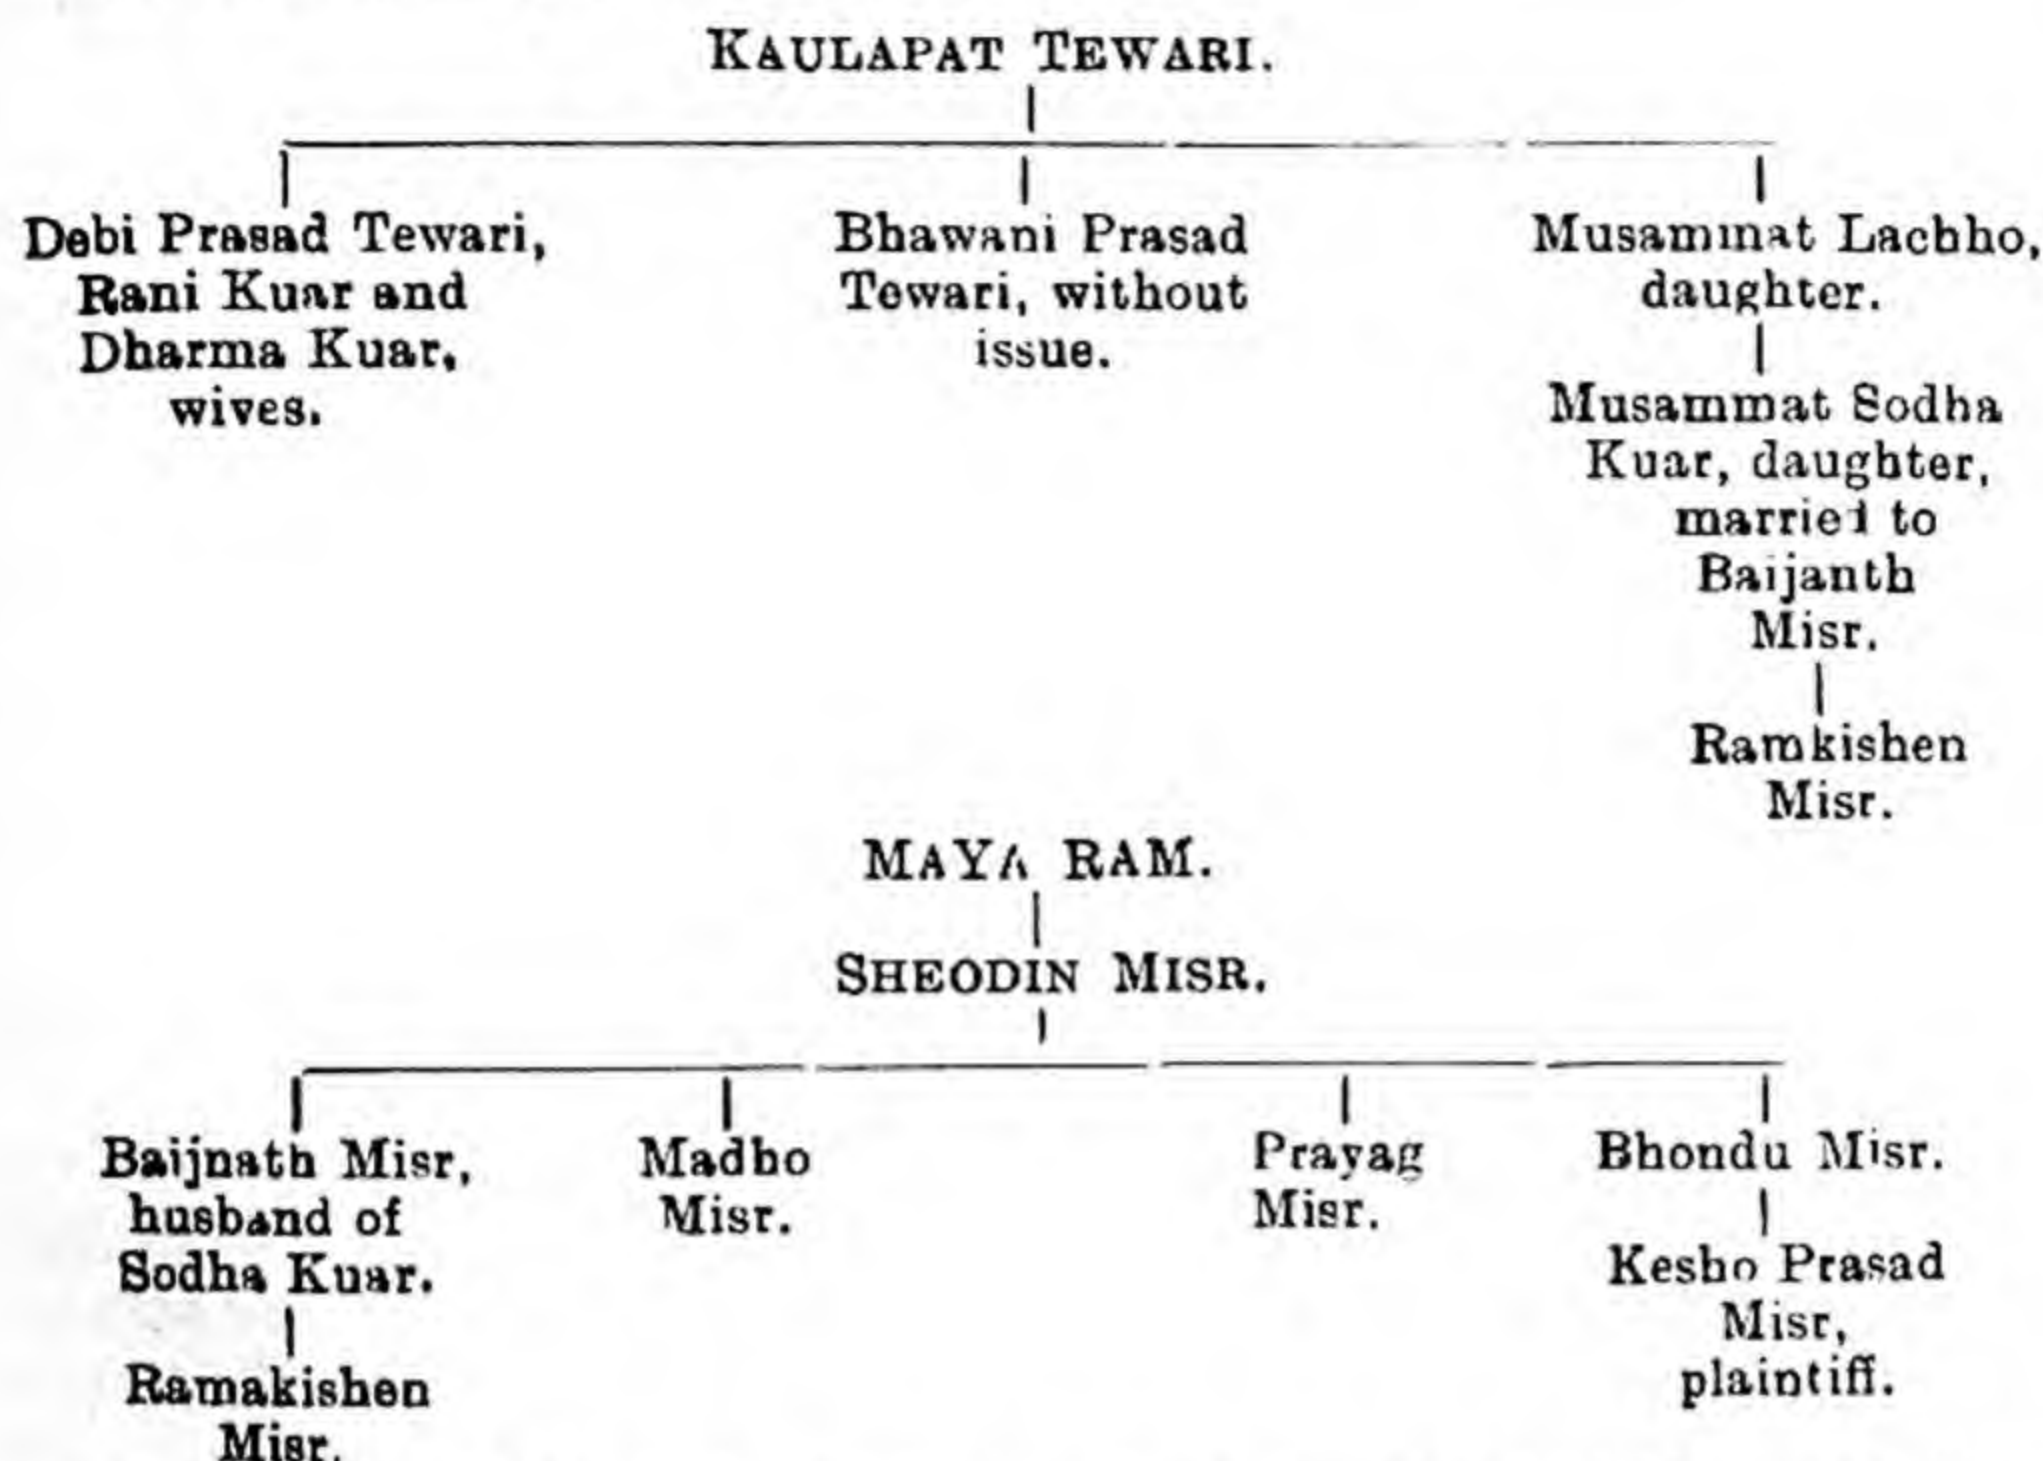 KAULAPAT TEWARI.
Debi Prasad Tewari,
Rani Kuar and
Dharma Kuar,
wives.
Bhawani Prasad
Tewari, without
issue.
Musammat Lachho,
daughter.
Musammat Sodha
Kuar, daughter,
married to
Baijanth
Misr.
Ramkishen
Misr.
MAYA RAM.
SHEODIN MISR.
Baijnath Misr,
husband of
Sodha Kuar.
Ramakishen
Misr.
Madho
Misr.
Prayag
Misr.
Bhondu Misr.
Kesho Prasad
Misr,
plaintiff.